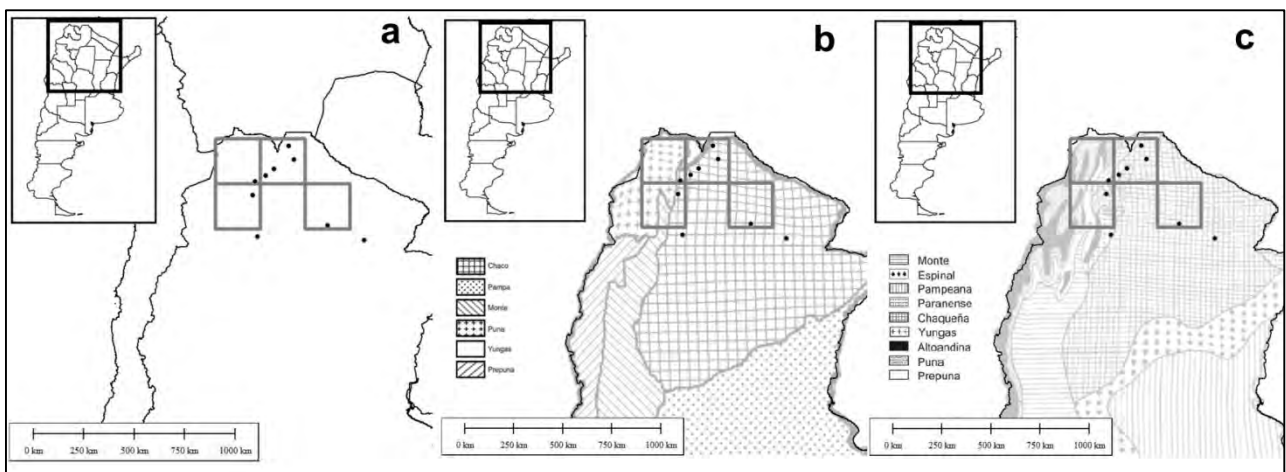 a
0 km 250 km 500 km 750 km 1000 km
b
Chaco
Pampa
Monte
Puna
Yungas
Prepuna
0 km 250 km 500 km 750 km 1000 km
c
Monte
Espinal
Pampeana
Paranense
Chaqueña
Yungas
Altoandina
Puna
Prepuna
0 km 250 km 500 km 750 km 1000 km